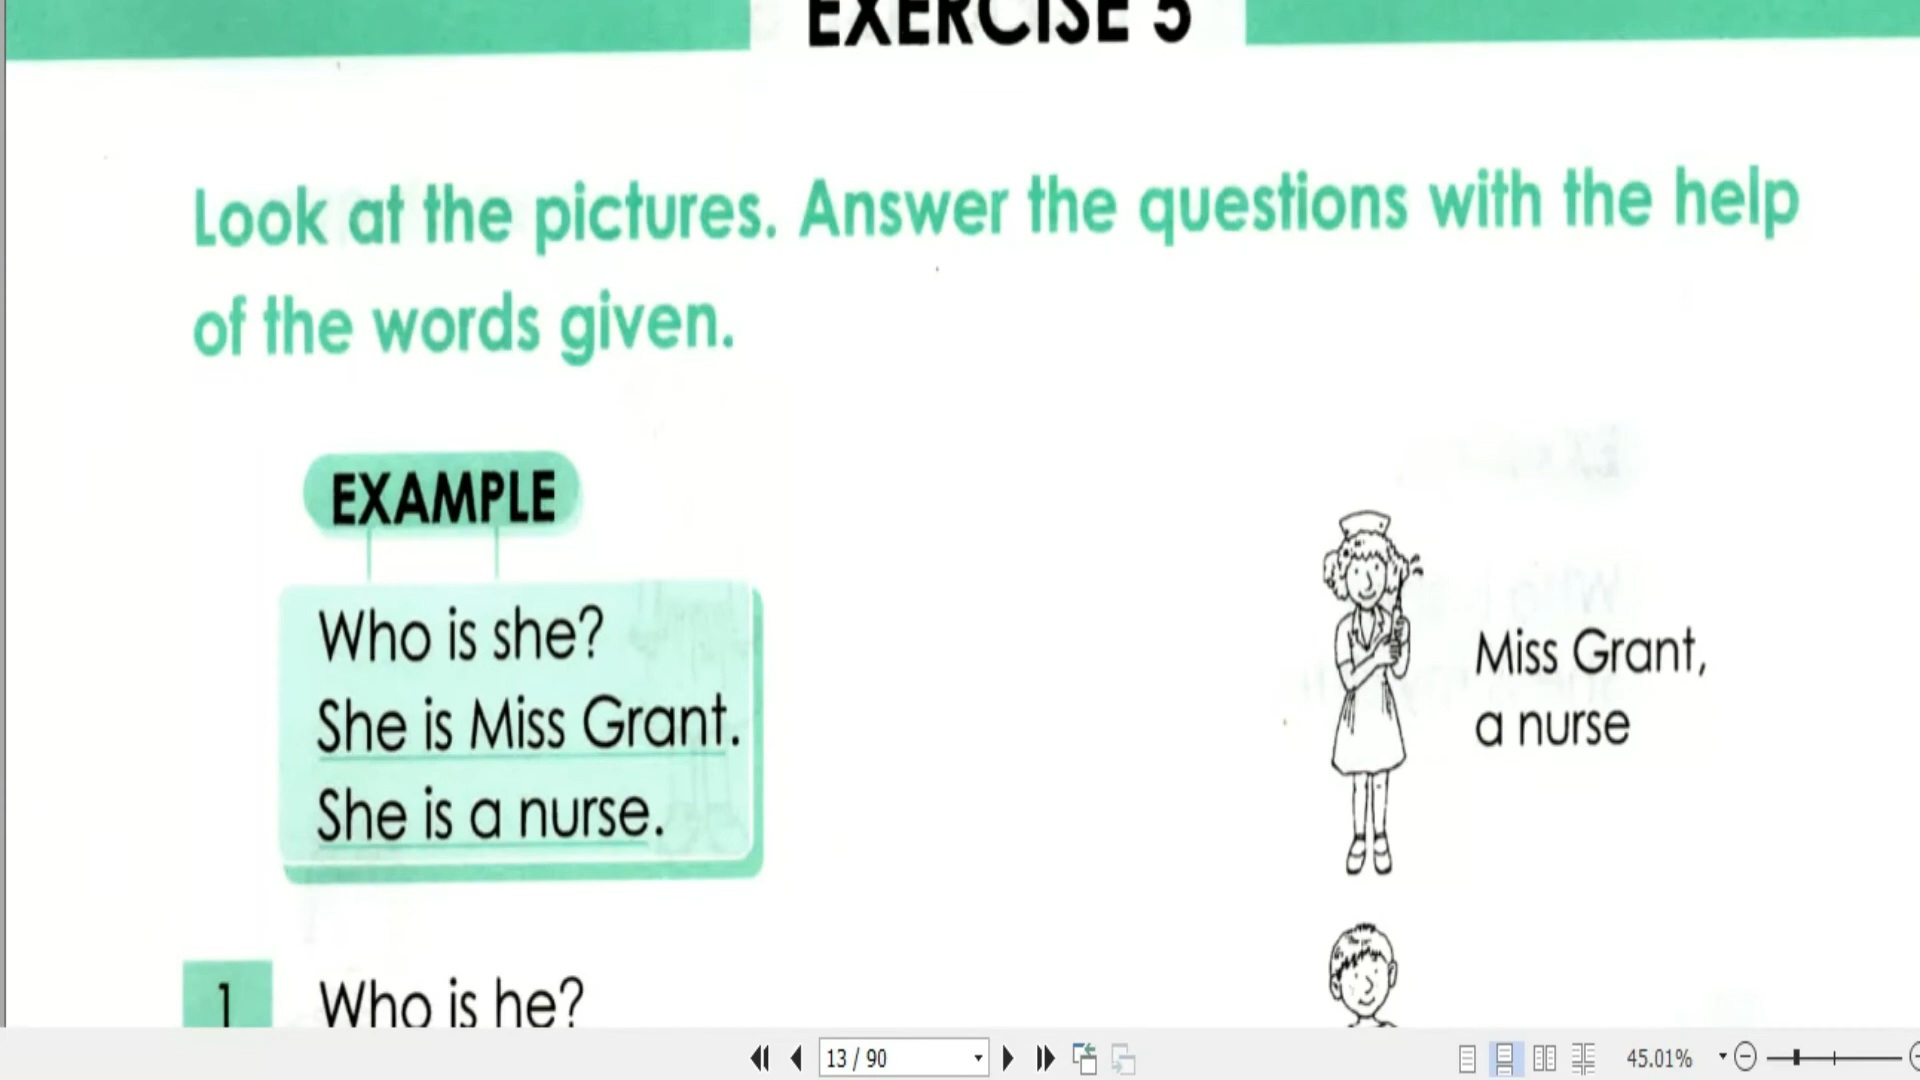 EXERCISE 5
Look at the pictures. Answer the questions with the help
of the words given.
EXAMPLE
Who is she?
She is Miss Grant.
She is a nurse.
Miss Grant,
a nurse
1 Who is he?
13 / 90
45.01%